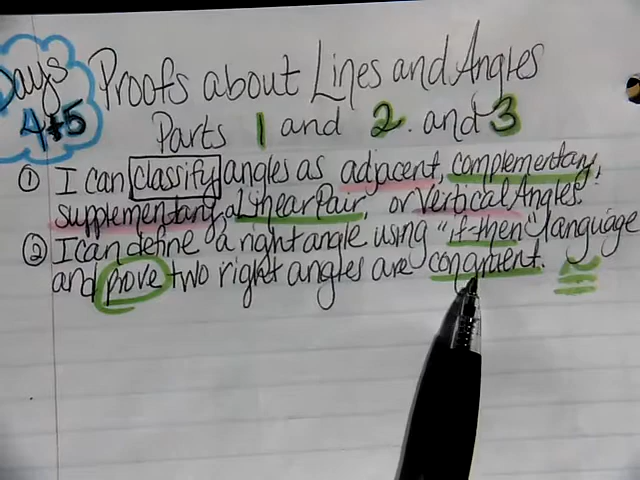 Days 4+5
Proofs about Lines and Angles
Parts 1 and 2. and 3
① I can classify angles as adjacent, complementary,
supplementary, a Linear Pair, or Vertical Angles.
② I can define a right angle using "if-then" language
and prove two right angles are congruent.